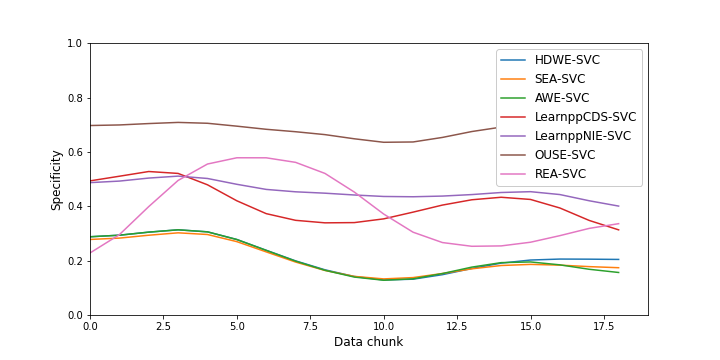 1.0
0.8
0.6
0.4
0.2
0.0
Specificity
0.0 2.5 5.0 7.5 10.0 12.5 15.0 17.5
Data chunk
HDWE-SVC
SEA-SVC
AWE-SVC
LearnppCDS-SVC
LearnppNIE-SVC
OUSE-SVC
REA-SVC